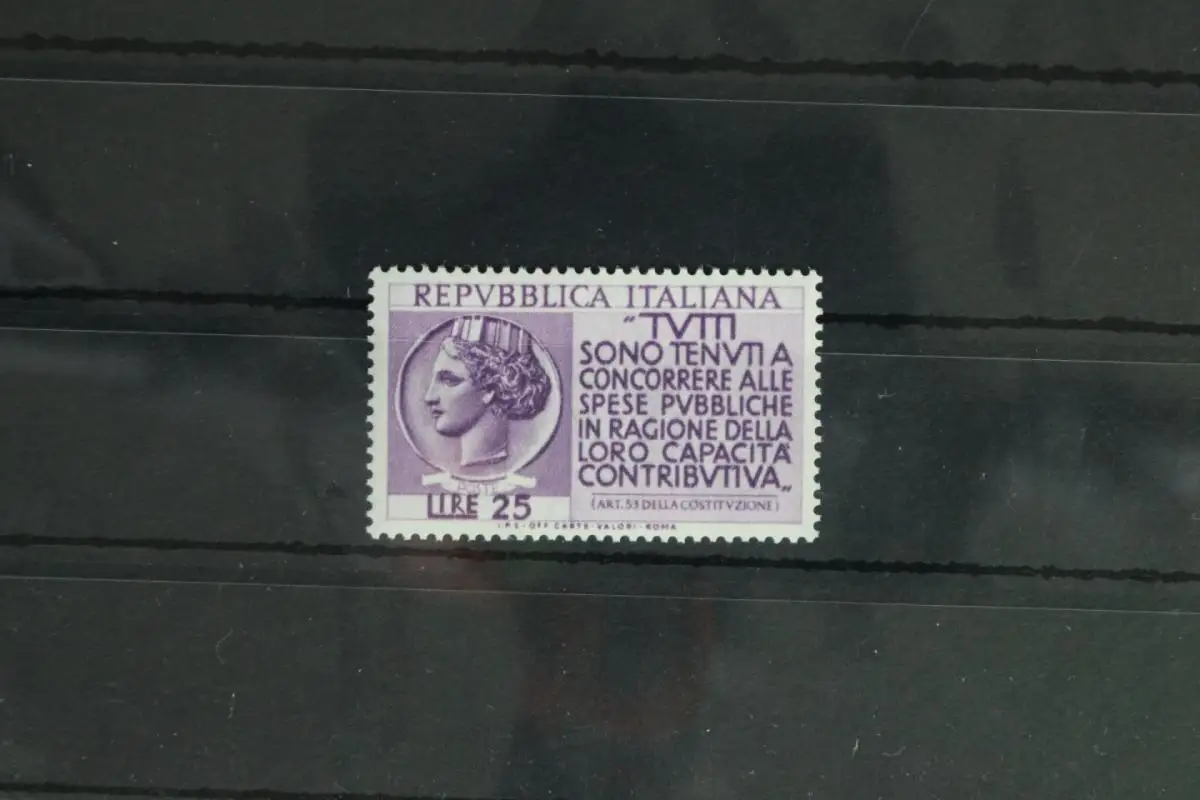 REPVBBLICA ITALIANA
"TVTTI
SONO TENVTI A
CONCORRERE ALLE
SPESE PVBBLICHE
IN RAGIONE DELLA
LORO CAPACITÀ
CONTRIBVTIVA„
(ART. 53 DELLA COSTITVZIONE)
POSTE
LIRE 25
I.P.S - OFF. CARTE - VALORI - ROMA